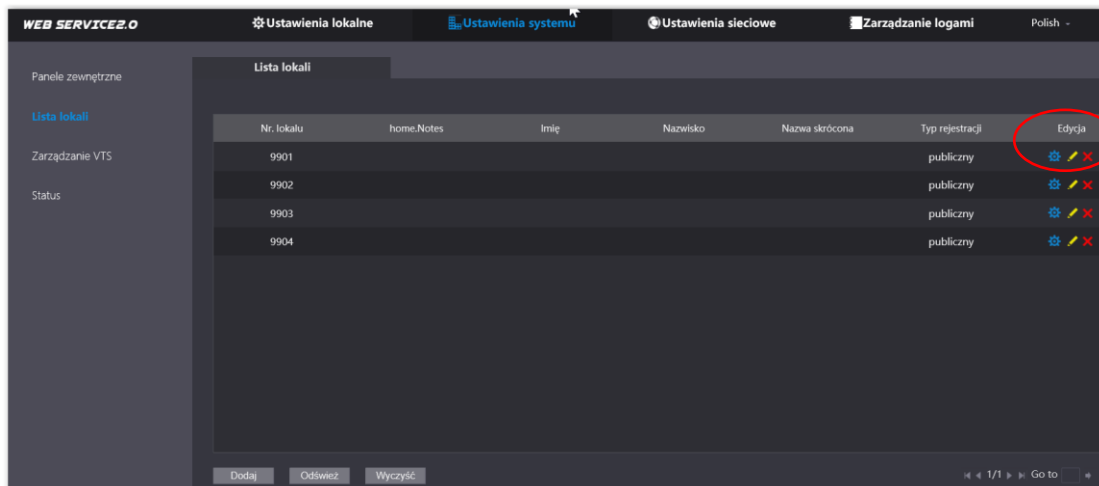 WEB SERVICE2.0 Ustawienia lokalne Ustawienia systemu Ustawienia sieciowe Zarządzanie logami Polish
Panele zewnętrzne
Lista lokali
Zarządzanie VTS
Status
Lista lokali
Nr. lokalu home.Notes Imię Nazwisko Nazwa skrócona Typ rejestracji Edycja
9901 publiczny
9902 publiczny
9903 publiczny
9904 publiczny
Dodaj Odśwież Wyczyść 1/1 Go to